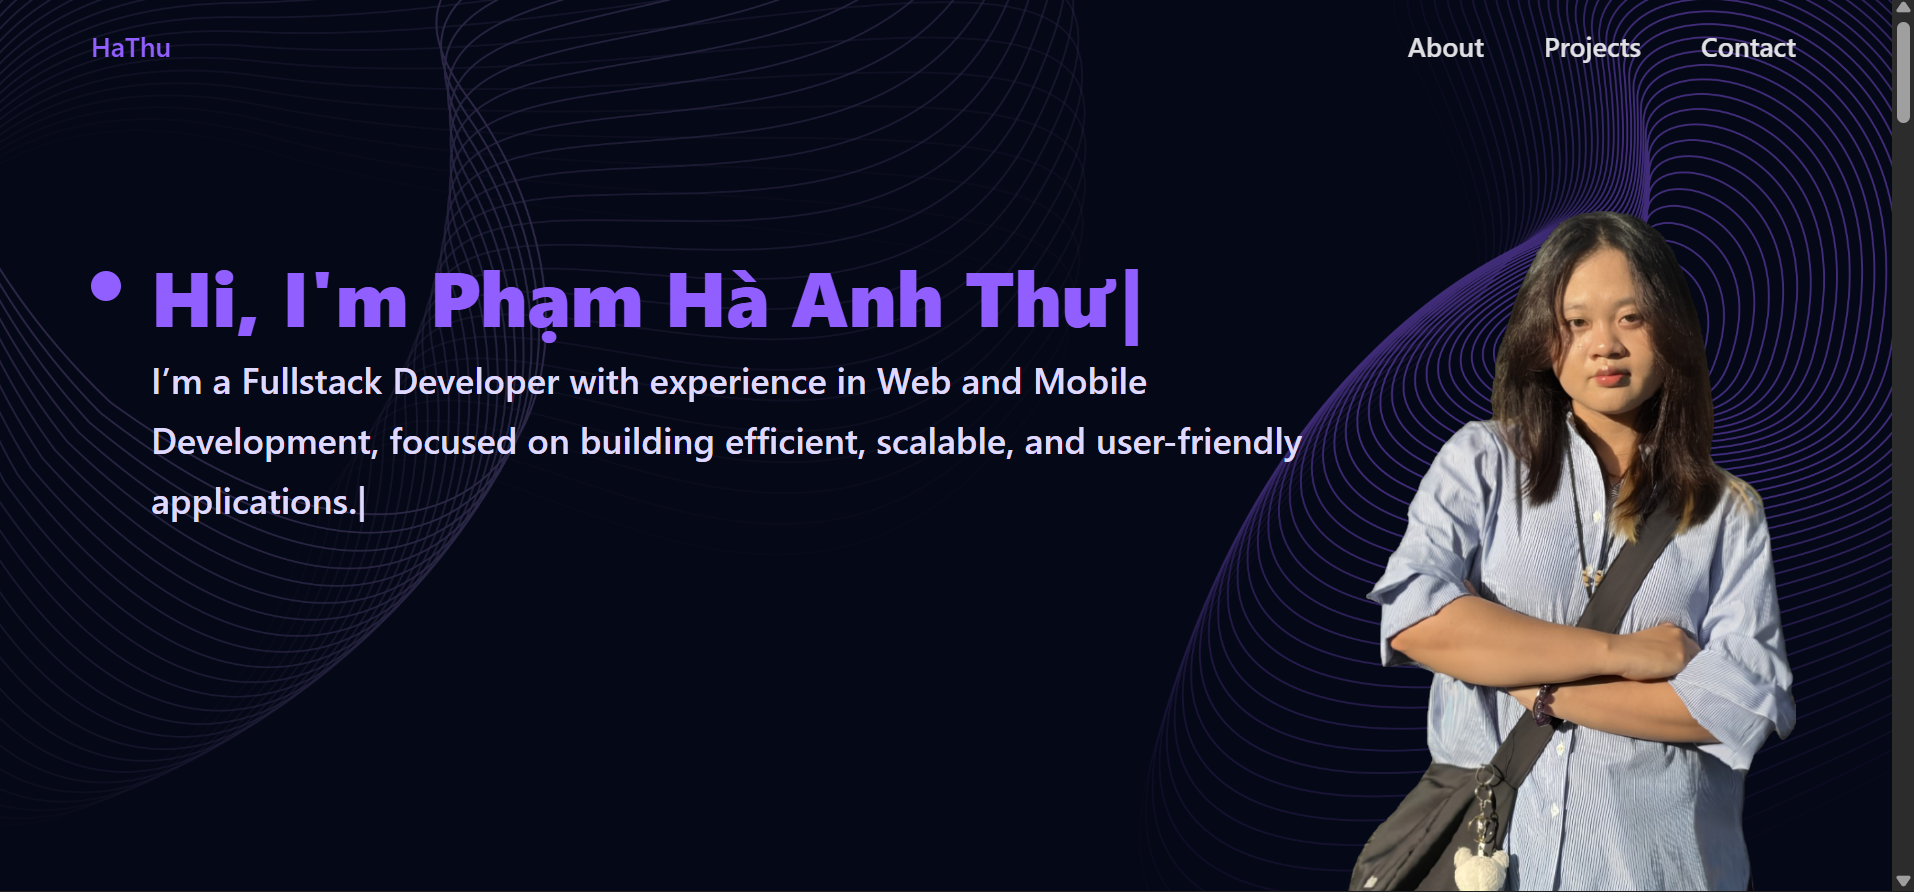 HaThu
About
Projects
Contact
Hi, I'm Phạm Hà Anh Thư|
I’m a Fullstack Developer with experience in Web and Mobile
Development, focused on building efficient, scalable, and user-friendly
applications.|